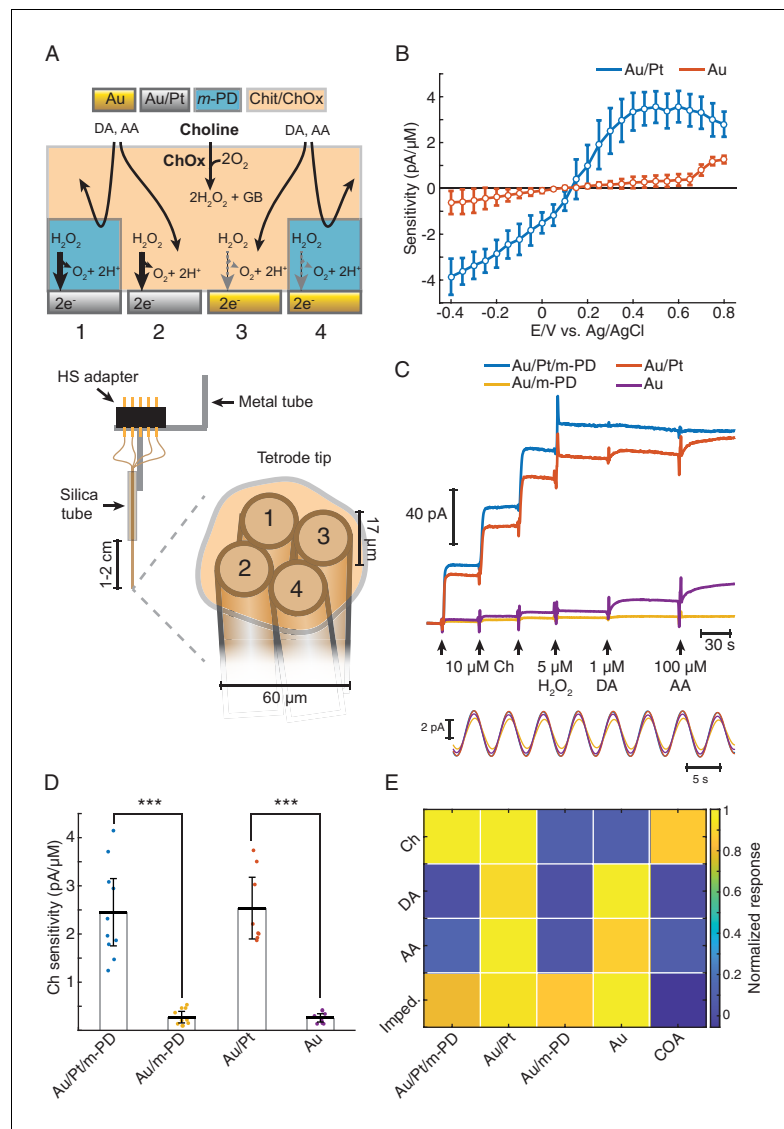 A
Au
Au/Pt
m-PD
Chit/ChOx
DA, AA
Choline
DA, AA
ChOx
2O₂
2H₂O₂ + GB
H₂O₂
H₂O₂
H₂O₂
H₂O₂
O₂+ 2H⁺
O₂+ 2H⁺
O₂+ 2H⁺
O₂+ 2H⁺
2e⁻
2e⁻
2e⁻
2e⁻
1
2
3
4
HS adapter
Metal tube
Silica
tube
1-2 cm
Tetrode tip
1
2
3
4
17 µm
60 µm
B
Au/Pt
Au
Sensitivity (pA/µM)
4
2
0
-2
-4
-0.4
-0.2
0
0.2
0.4
0.6
0.8
E/V vs. Ag/AgCl
C
Au/Pt/m-PD
Au/Pt
Au/m-PD
Au
40 pA
30 s
10 µM Ch
5 µM
H₂O₂
1 µM
DA
100 µM
AA
2 pA
5 s
D
***
***
Ch sensitivity (pA/µM)
4
3
2
1
Au/Pt/m-PD
Au/m-PD
Au/Pt
Au
E
Ch
DA
AA
Imped.
Au/Pt/m-PD
Au/Pt
Au/m-PD
Au
COA
1
0.8
0.6
0.4
0.2
0
Normalized response